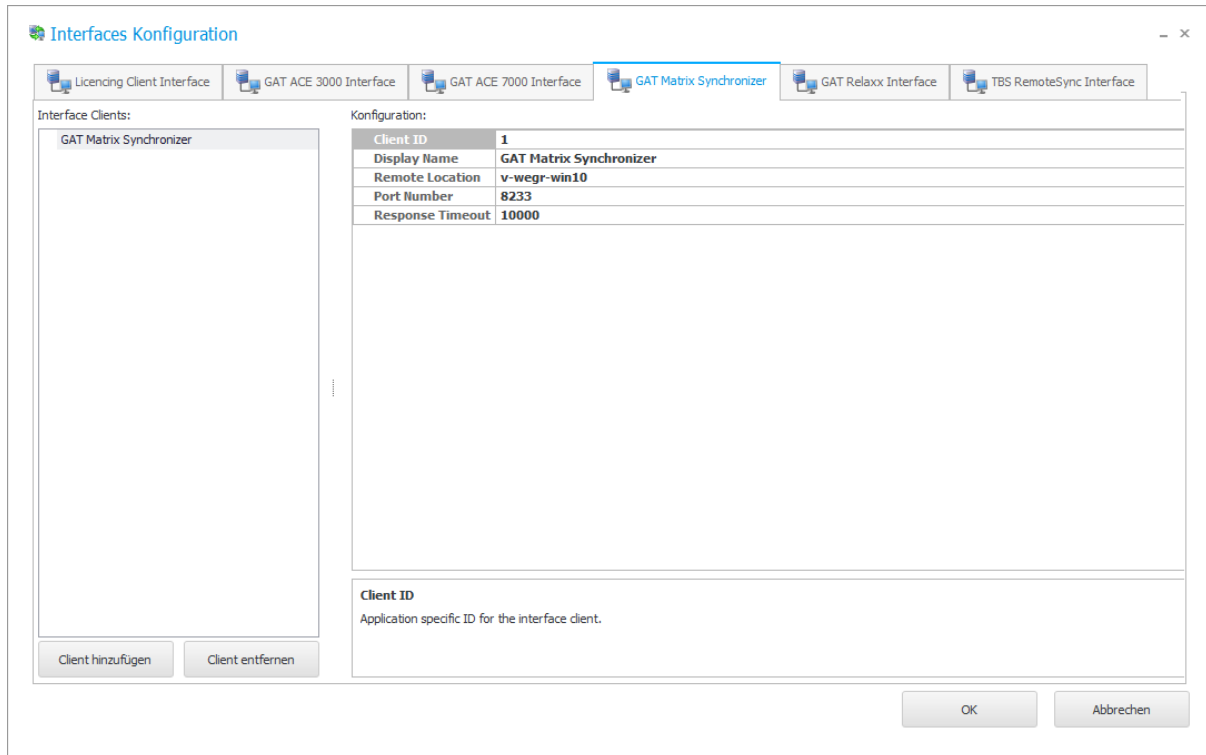 Interfaces Konfiguration
Licencing Client Interface
GAT ACE 3000 Interface
GAT ACE 7000 Interface
GAT Matrix Synchronizer
GAT Relaxx Interface
TBS RemoteSync Interface
Interface Clients:
GAT Matrix Synchronizer
Konfiguration:
Client ID 1
Display Name GAT Matrix Synchronizer
Remote Location v-wegr-win10
Port Number 8233
Response Timeout 10000
Client ID
Application specific ID for the interface client.
Client hinzufügen
Client entfernen
OK
Abbrechen